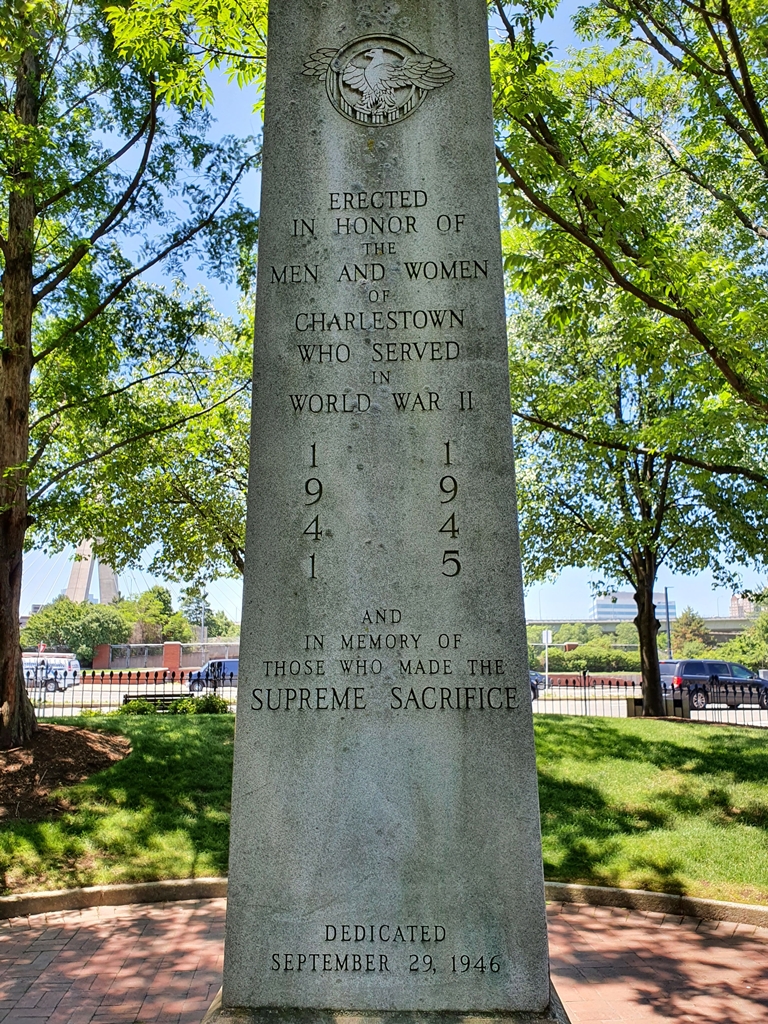 ERECTED
IN HONOR OF
THE
MEN AND WOMEN
OF
CHARLESTOWN
WHO SERVED
IN
WORLD WAR II
1 1
9 9
4 4
1 5
AND
IN MEMORY OF
THOSE WHO MADE THE
SUPREME SACRIFICE
DEDICATED
SEPTEMBER 29, 1946